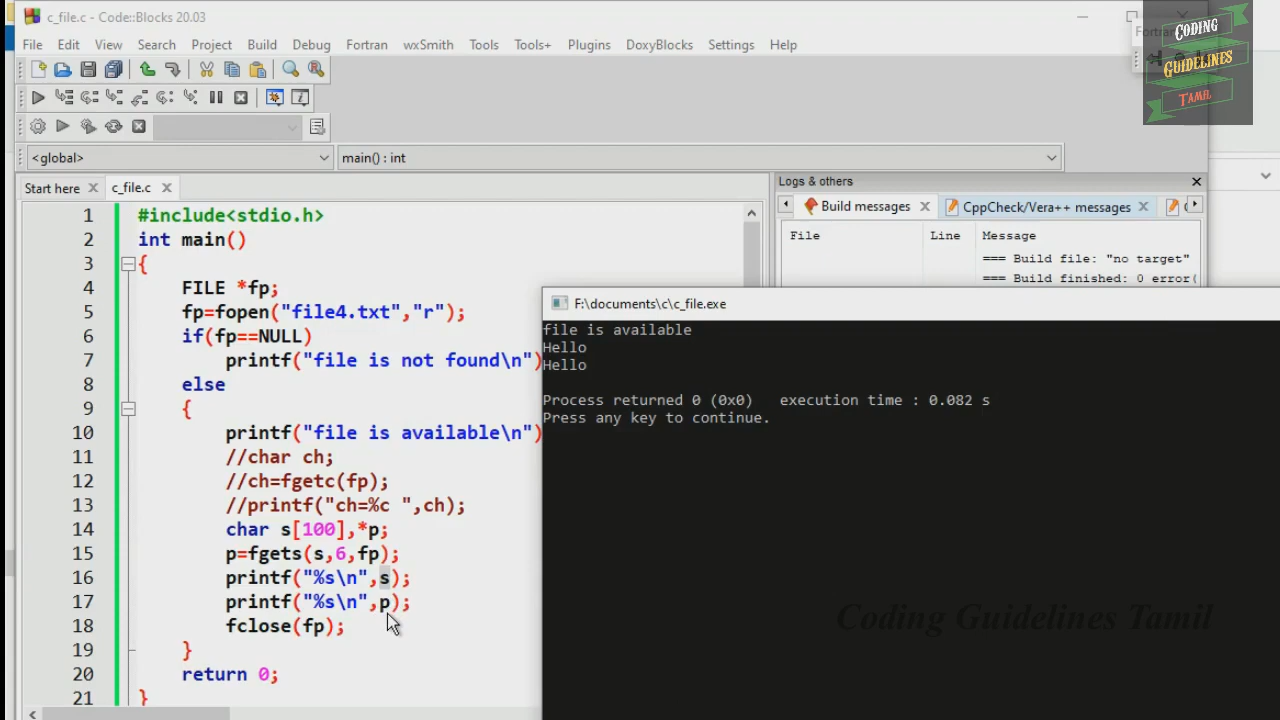 c_file.c - Code::Blocks 20.03
File Edit View Search Project Build Debug Fortran wxSmith Tools Tools+ Plugins DoxyBlocks Settings Help
CODING
GUIDELINES
TAMIL
<global>
main() : int
Start here
c_file.c
Logs & others
Build messages
CppCheck/Vera++ messages
File Line Message
=== Build file: "no target"
=== Build finished: 0 error(
1 #include<stdio.h>
2 int main()
3 {
4 FILE *fp;
5 fp=fopen("file4.txt","r");
6 if(fp==NULL)
7 printf("file is not found\n")
8 else
9 {
10 printf("file is available\n")
11 //char ch;
12 //ch=fgetc(fp);
13 //printf("ch=%c ",ch);
14 char s[100],*p;
15 p=fgets(s,6,fp);
16 printf("%s\n",s);
17 printf("%s\n",p);
18 fclose(fp);
19 }
20 return 0;
21 }
F:\documents\c\c_file.exe
file is available
Hello
Hello
Process returned 0 (0x0) execution time : 0.082 s
Press any key to continue.
Coding Guidelines Tamil